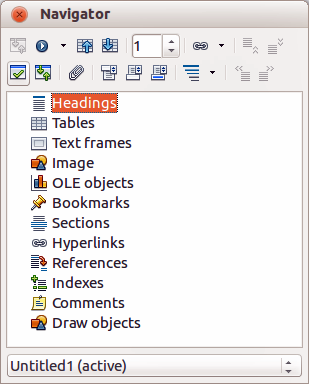 Navigator
1
Headings
Tables
Text frames
Image
OLE objects
Bookmarks
Sections
Hyperlinks
References
Indexes
Comments
Draw objects
Untitled1 (active)